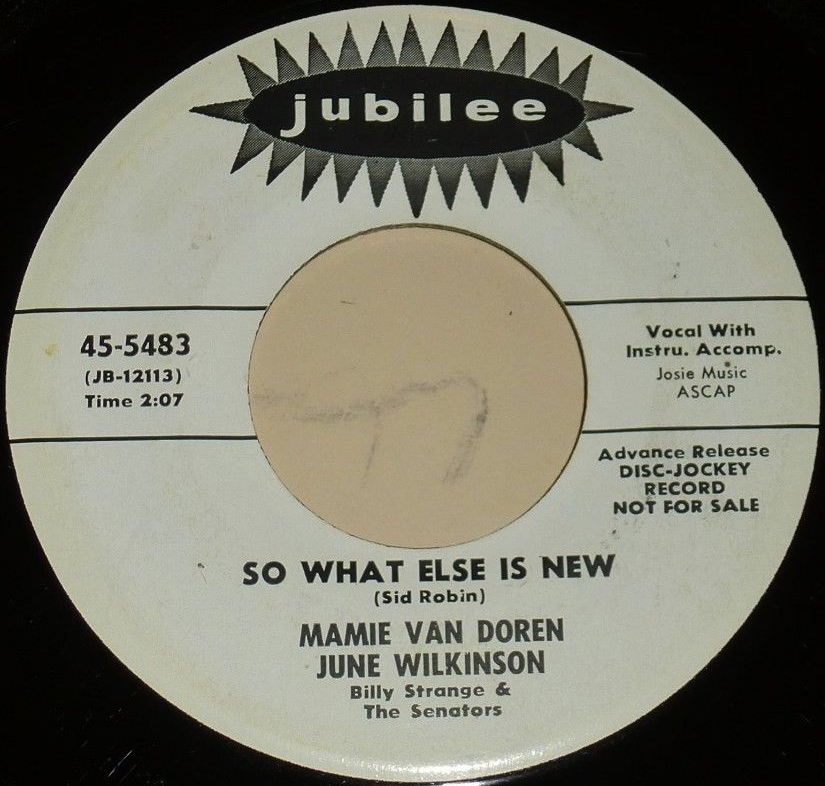 jubilee
45-5483
(JB-12113)
Time 2:07
Vocal With
Instru. Accomp.
Josie Music
ASCAP
Advance Release
DISC-JOCKEY
RECORD
NOT FOR SALE
SO WHAT ELSE IS NEW
(Sid Robin)
MAMIE VAN DOREN
JUNE WILKINSON
Billy Strange &
The Senators